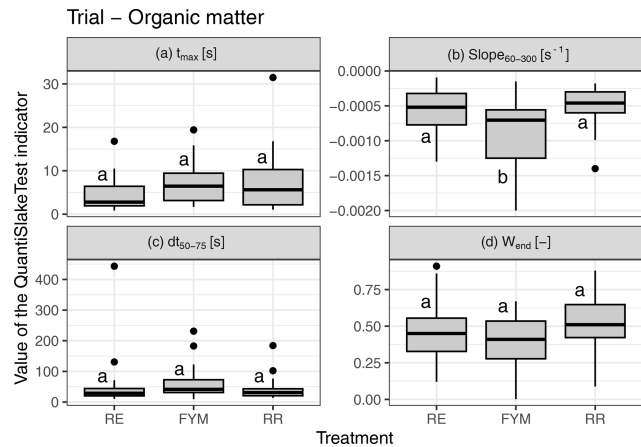 Trial − Organic matter
Value of the QuantiSlakeTest indicator
(a) tmax [s]
30
20
10
0
a
a
a
(b) Slope60−300 [s-1]
0.0000
−0.0005
−0.0010
−0.0015
−0.0020
a
b
a
(c) dt50−75 [s]
400
300
200
100
0
a
a
a
RE
FYM
RR
(d) Wend [−]
0.75
0.50
0.25
0.00
a
a
a
RE
FYM
RR
Treatment